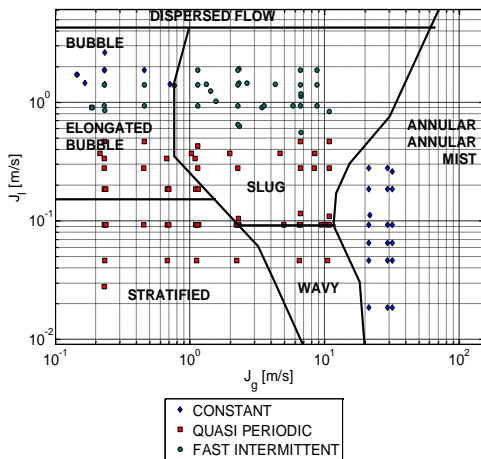 DISPERSED FLOW
BUBBLE
10^0
ANNULAR
ANNULAR
MIST
ELONGATED
BUBBLE
J_l [m/s]
SLUG
10^-1
STRATIFIED
WAVY
10^-2
10^-1 10^0 10^1 10^2
J_g [m/s]
CONSTANT
QUASI PERIODIC
FAST INTERMITTENT